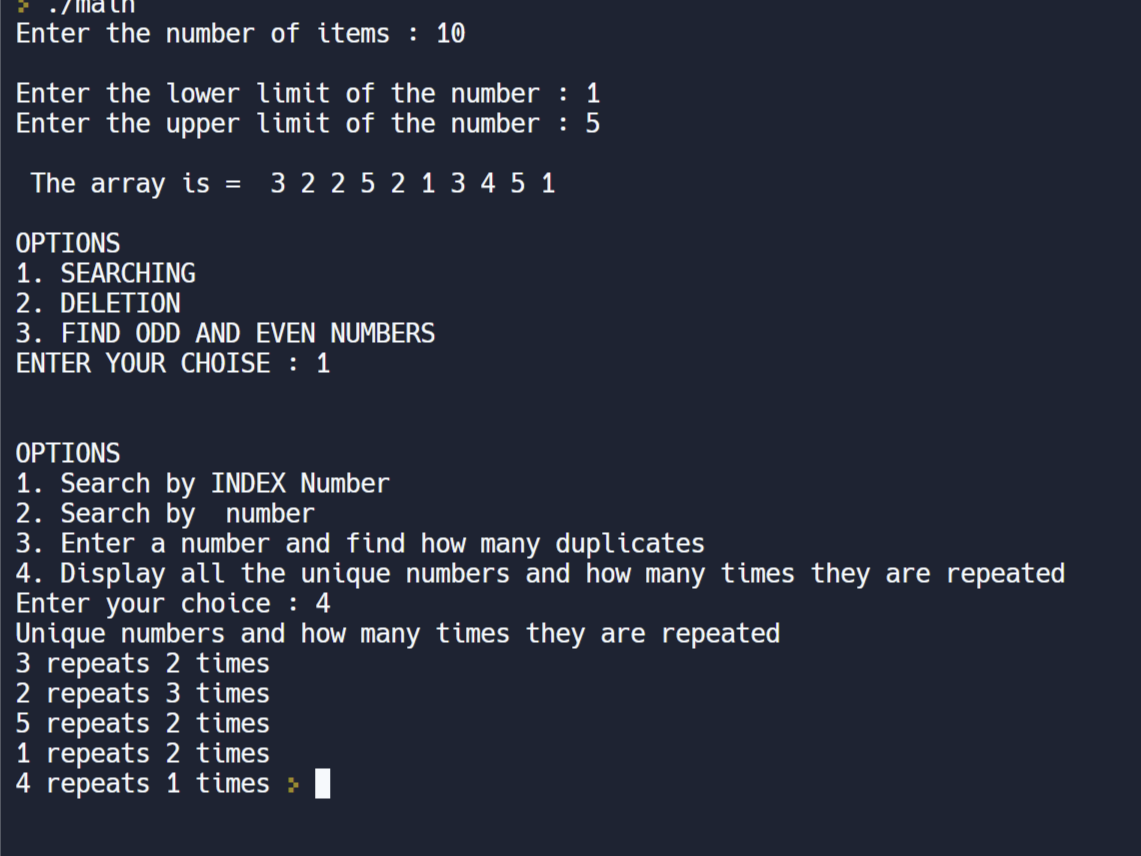 ./main
Enter the number of items : 10
Enter the lower limit of the number : 1
Enter the upper limit of the number : 5
The array is =  3 2 2 5 2 1 3 4 5 1
OPTIONS
1. SEARCHING
2. DELETION
3. FIND ODD AND EVEN NUMBERS
ENTER YOUR CHOISE : 1
OPTIONS
1. Search by INDEX Number
2. Search by  number
3. Enter a number and find how many duplicates
4. Display all the unique numbers and how many times they are repeated
Enter your choice : 4
Unique numbers and how many times they are repeated
3 repeats 2 times
2 repeats 3 times
5 repeats 2 times
1 repeats 2 times
4 repeats 1 times